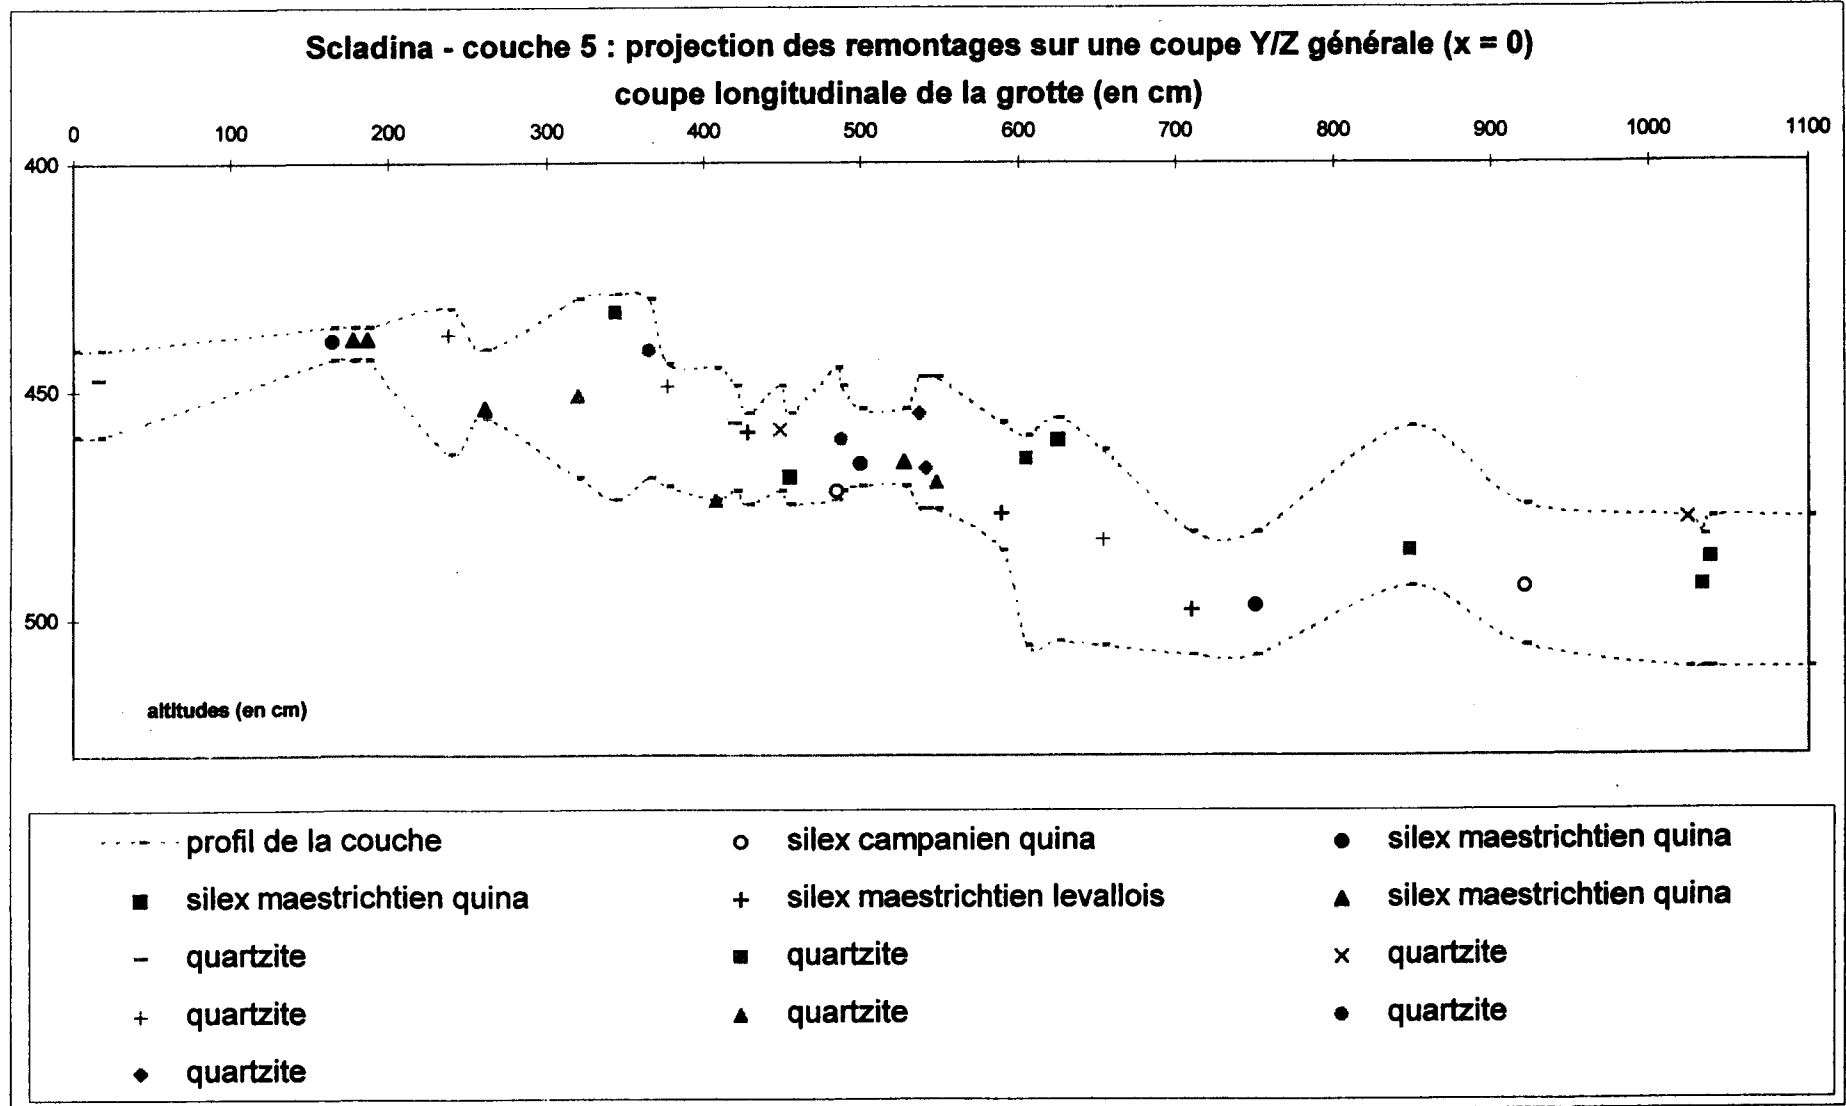 Scladina - couche 5 : projection des remontages sur une coupe Y/Z générale (x = 0)
coupe longitudinale de la grotte (en cm)
0 100 200 300 400 500 600 700 800 900 1000 1100
400
450
500
altitudes (en cm)
profil de la couche silex campanien quina silex maestrichtien quina
silex maestrichtien quina silex maestrichtien levallois silex maestrichtien quina
quartzite quartzite quartzite
quartzite quartzite quartzite
quartzite